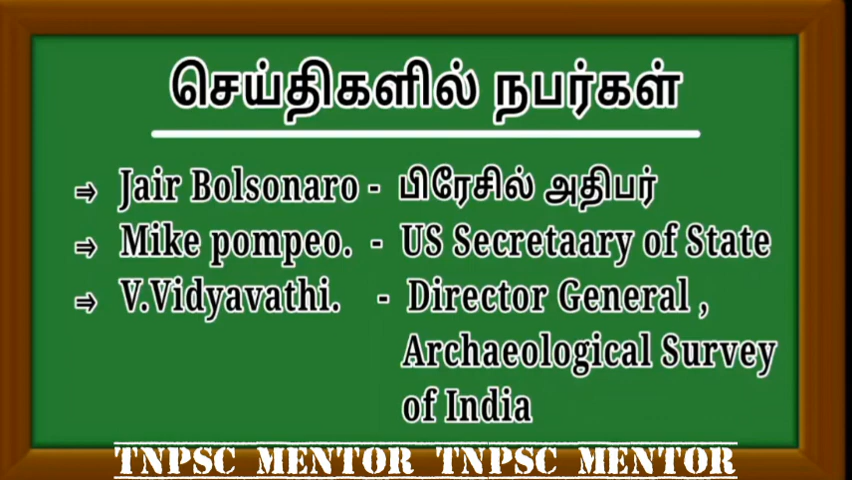 செய்திகளில் நபர்கள்
⇒ Jair Bolsonaro - பிரேசில் அதிபர்
⇒ Mike pompeo. - US Secretaary of State
⇒ V.Vidyavathi. - Director General ,
Archaeological Survey
of India
TNPSC MENTOR TNPSC MENTOR